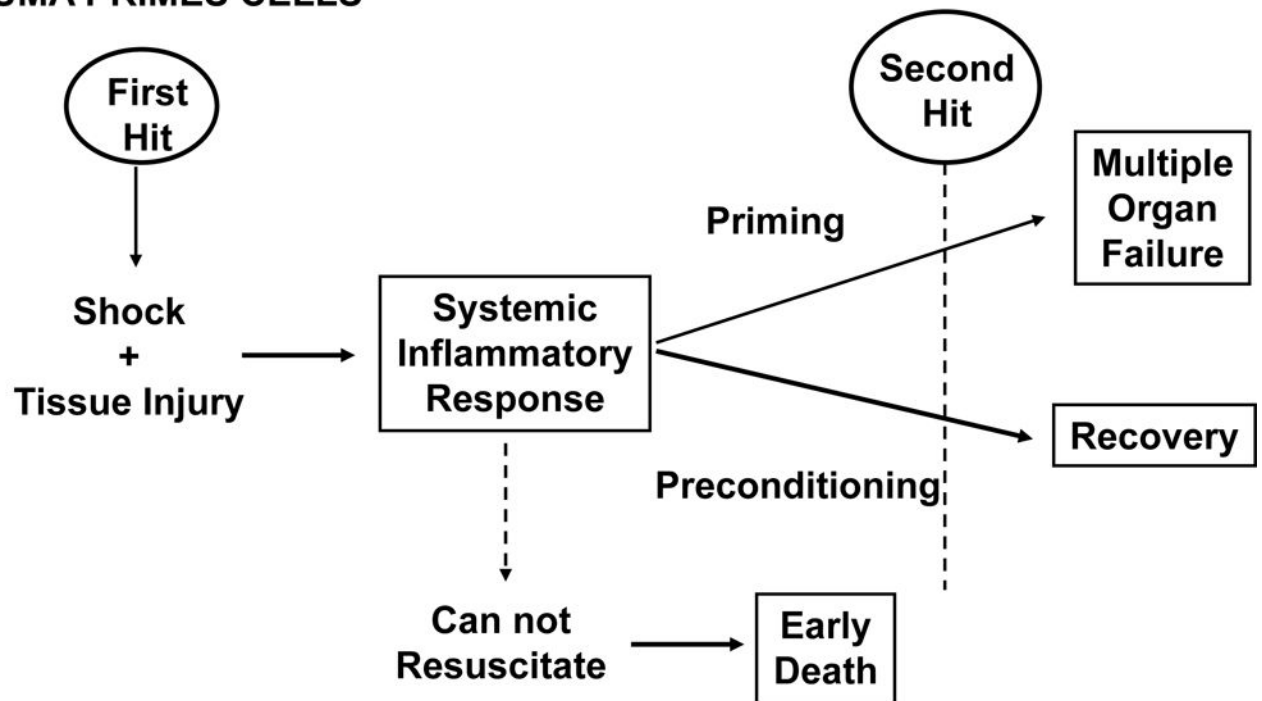 First
Hit
Second
Hit
Multiple
Organ
Failure
Priming
Shock
+
Tissue Injury
Systemic
Inflammatory
Response
Recovery
Preconditioning
Can not
Resuscitate
Early
Death